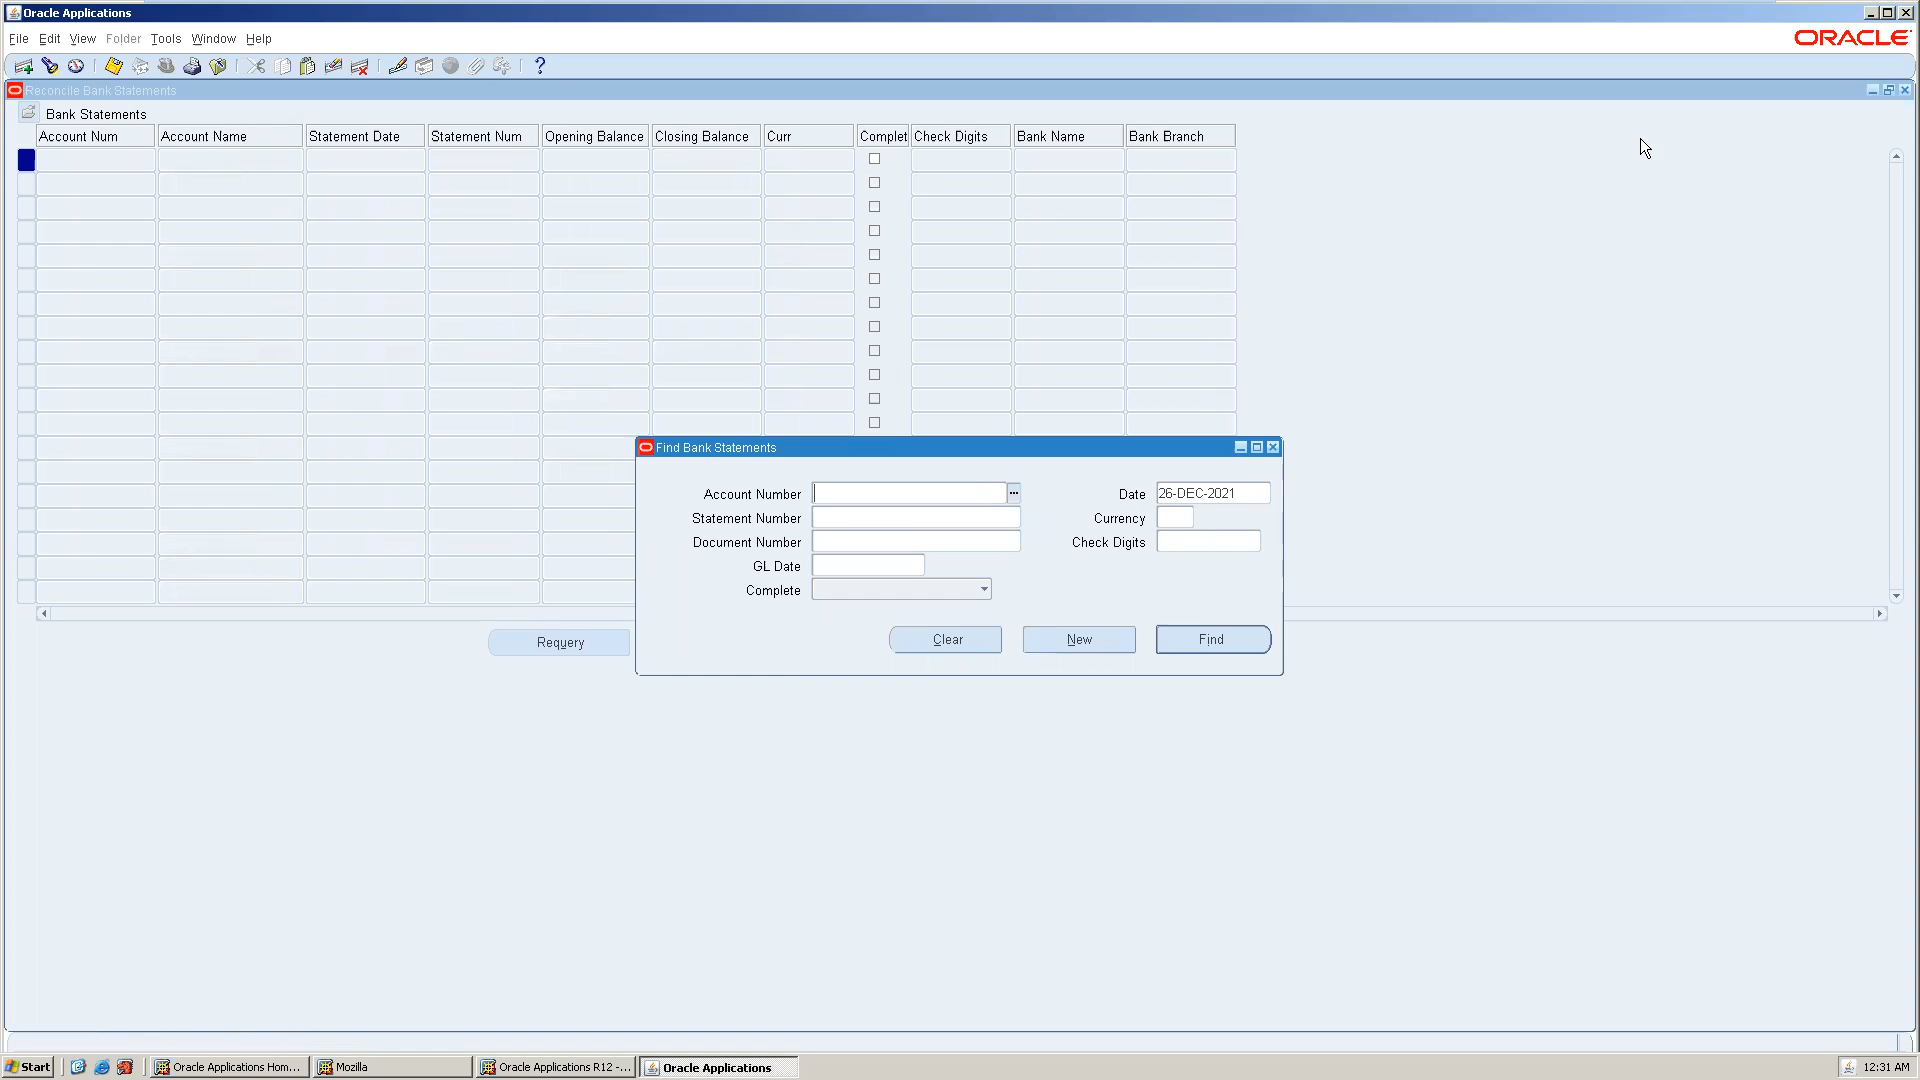 Oracle Applications
File Edit View Folder Tools Window Help
ORACLE
Reconcile Bank Statements
Bank Statements
Account Num Account Name Statement Date Statement Num Opening Balance Closing Balance Curr Complet Check Digits Bank Name Bank Branch
Find Bank Statements
Account Number Date 26-DEC-2021
Statement Number Currency
Document Number Check Digits
GL Date
Complete
Clear New Find
Requery
Start Oracle Applications Hom... Mozilla Oracle Applications R12 -... Oracle Applications 12:31 AM